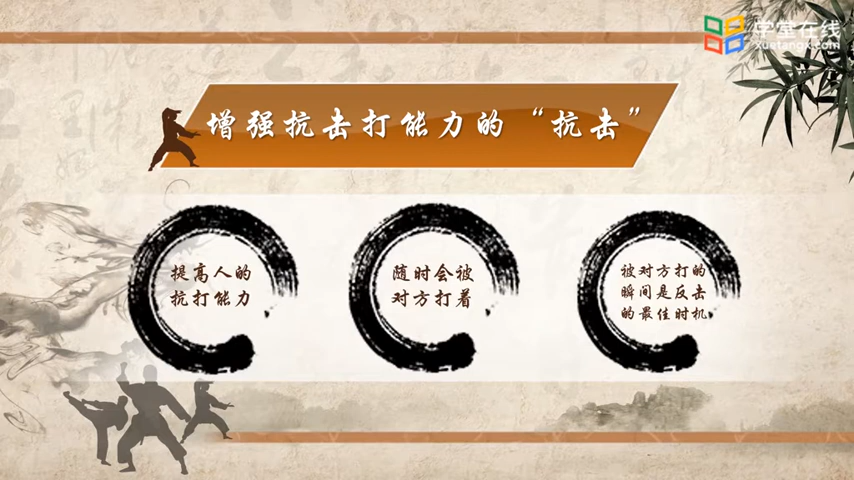 学堂在线
xuetangx.com
增强抗击打能力的“抗击”
提高人的
抗打能力
随时会被
对方打着
被对方打的
瞬间是反击
的最佳时机